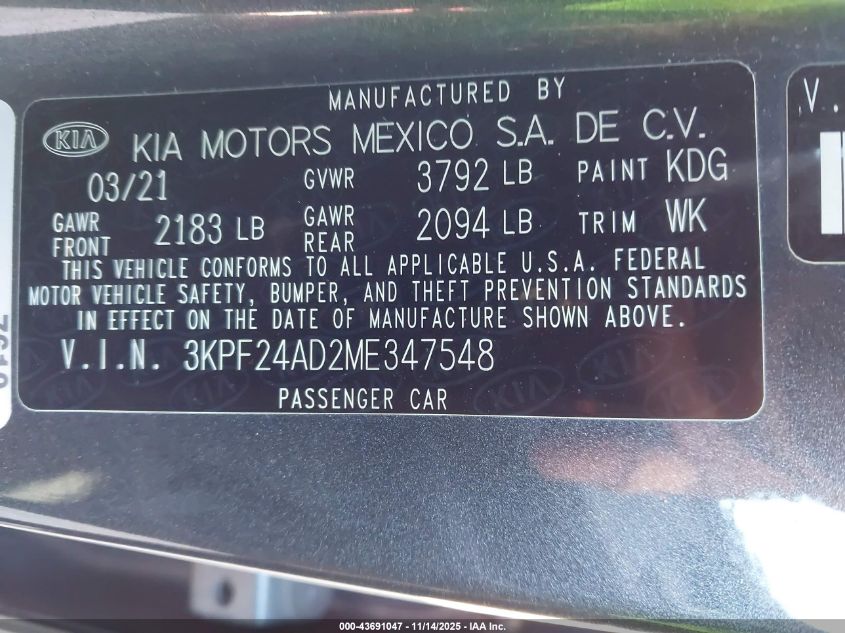 MANUFACTURED BY
KIA KIA MOTORS MEXICO S.A. DE C.V.
03/21 GVWR 3792 LB PAINT KDG
GAWR FRONT 2183 LB GAWR REAR 2094 LB TRIM WK
THIS VEHICLE CONFORMS TO ALL APPLICABLE U.S.A. FEDERAL
MOTOR VEHICLE SAFETY, BUMPER, AND THEFT PREVENTION STANDARDS
IN EFFECT ON THE DATE OF MANUFACTURE SHOWN ABOVE.
V.I.N. 3KPF24AD2ME347548
PASSENGER CAR
V.
000-43691047 - 11/14/2025 - IAA Inc.